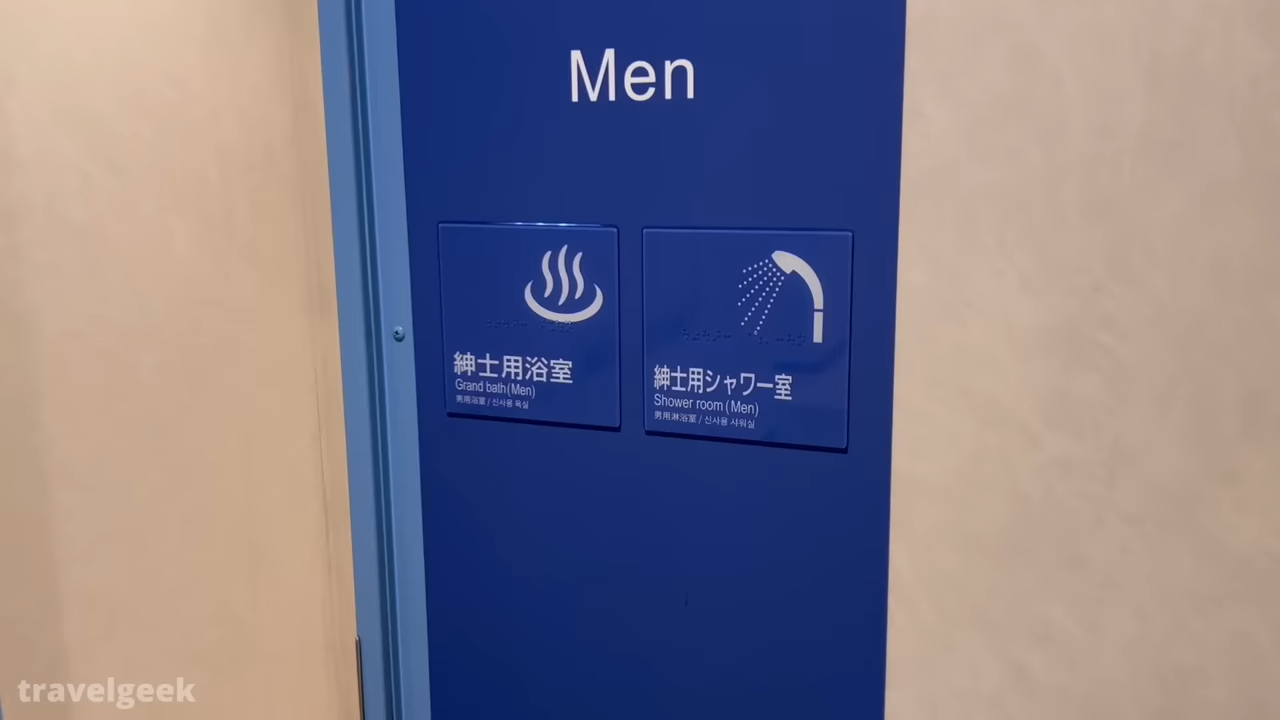 Men
紳士用浴室
Grand bath (Men)
男用浴室 / 신사용 욕실
紳士用シャワー室
Shower room (Men)
男用淋浴室 / 신사용 샤워실
travelgeek